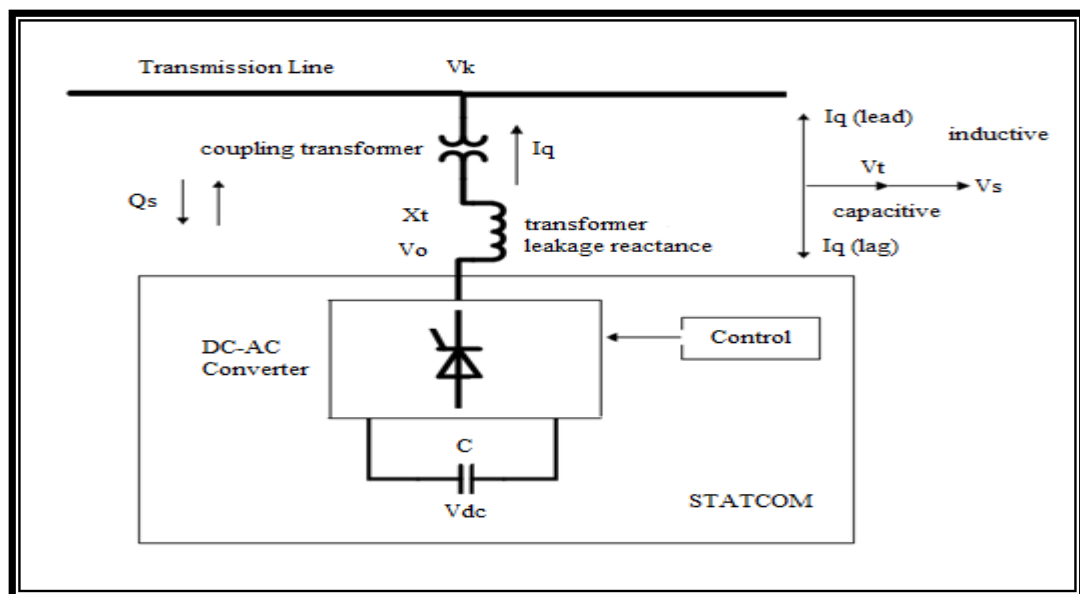 Transmission Line
Vk
Iq (lead)
inductive
coupling transformer
Iq
Vt
Vs
Qs
capacitive
Xt
transformer
leakage reactance
Vo
Iq (lag)
DC-AC
Converter
Control
C
Vdc
STATCOM